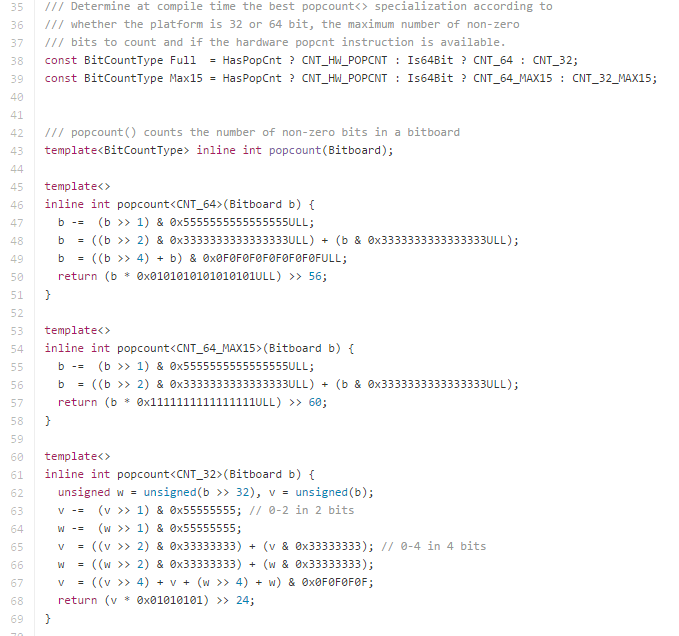 35 /// Determine at compile time the best popcount<> specialization according to
36 /// whether the platform is 32 or 64 bit, the maximum number of non-zero
37 /// bits to count and if the hardware popcnt instruction is available.
38 const BitCountType Full  = HasPopCnt ? CNT_HW_POPCNT : Is64Bit ? CNT_64 : CNT_32;
39 const BitCountType Max15 = HasPopCnt ? CNT_HW_POPCNT : Is64Bit ? CNT_64_MAX15 : CNT_32_MAX15;
40
41
42 /// popcount() counts the number of non-zero bits in a bitboard
43 template<BitCountType> inline int popcount(Bitboard);
44
45 template<>
46 inline int popcount<CNT_64>(Bitboard b) {
47   b -=  (b >> 1) & 0x5555555555555555ULL;
48   b  = ((b >> 2) & 0x3333333333333333ULL) + (b & 0x3333333333333333ULL);
49   b  = ((b >> 4) + b) & 0x0F0F0F0F0F0F0F0FULL;
50   return (b * 0x0101010101010101ULL) >> 56;
51 }
52
53 template<>
54 inline int popcount<CNT_64_MAX15>(Bitboard b) {
55   b -=  (b >> 1) & 0x5555555555555555ULL;
56   b  = ((b >> 2) & 0x3333333333333333ULL) + (b & 0x3333333333333333ULL);
57   return (b * 0x1111111111111111ULL) >> 60;
58 }
59
60 template<>
61 inline int popcount<CNT_32>(Bitboard b) {
62   unsigned w = unsigned(b >> 32), v = unsigned(b);
63   v -=  (v >> 1) & 0x55555555; // 0-2 in 2 bits
64   w -=  (w >> 1) & 0x55555555;
65   v  = ((v >> 2) & 0x33333333) + (v & 0x33333333); // 0-4 in 4 bits
66   w  = ((w >> 2) & 0x33333333) + (w & 0x33333333);
67   v  = ((v >> 4) + v + (w >> 4) + w) & 0x0F0F0F0F;
68   return (v * 0x01010101) >> 24;
69 }